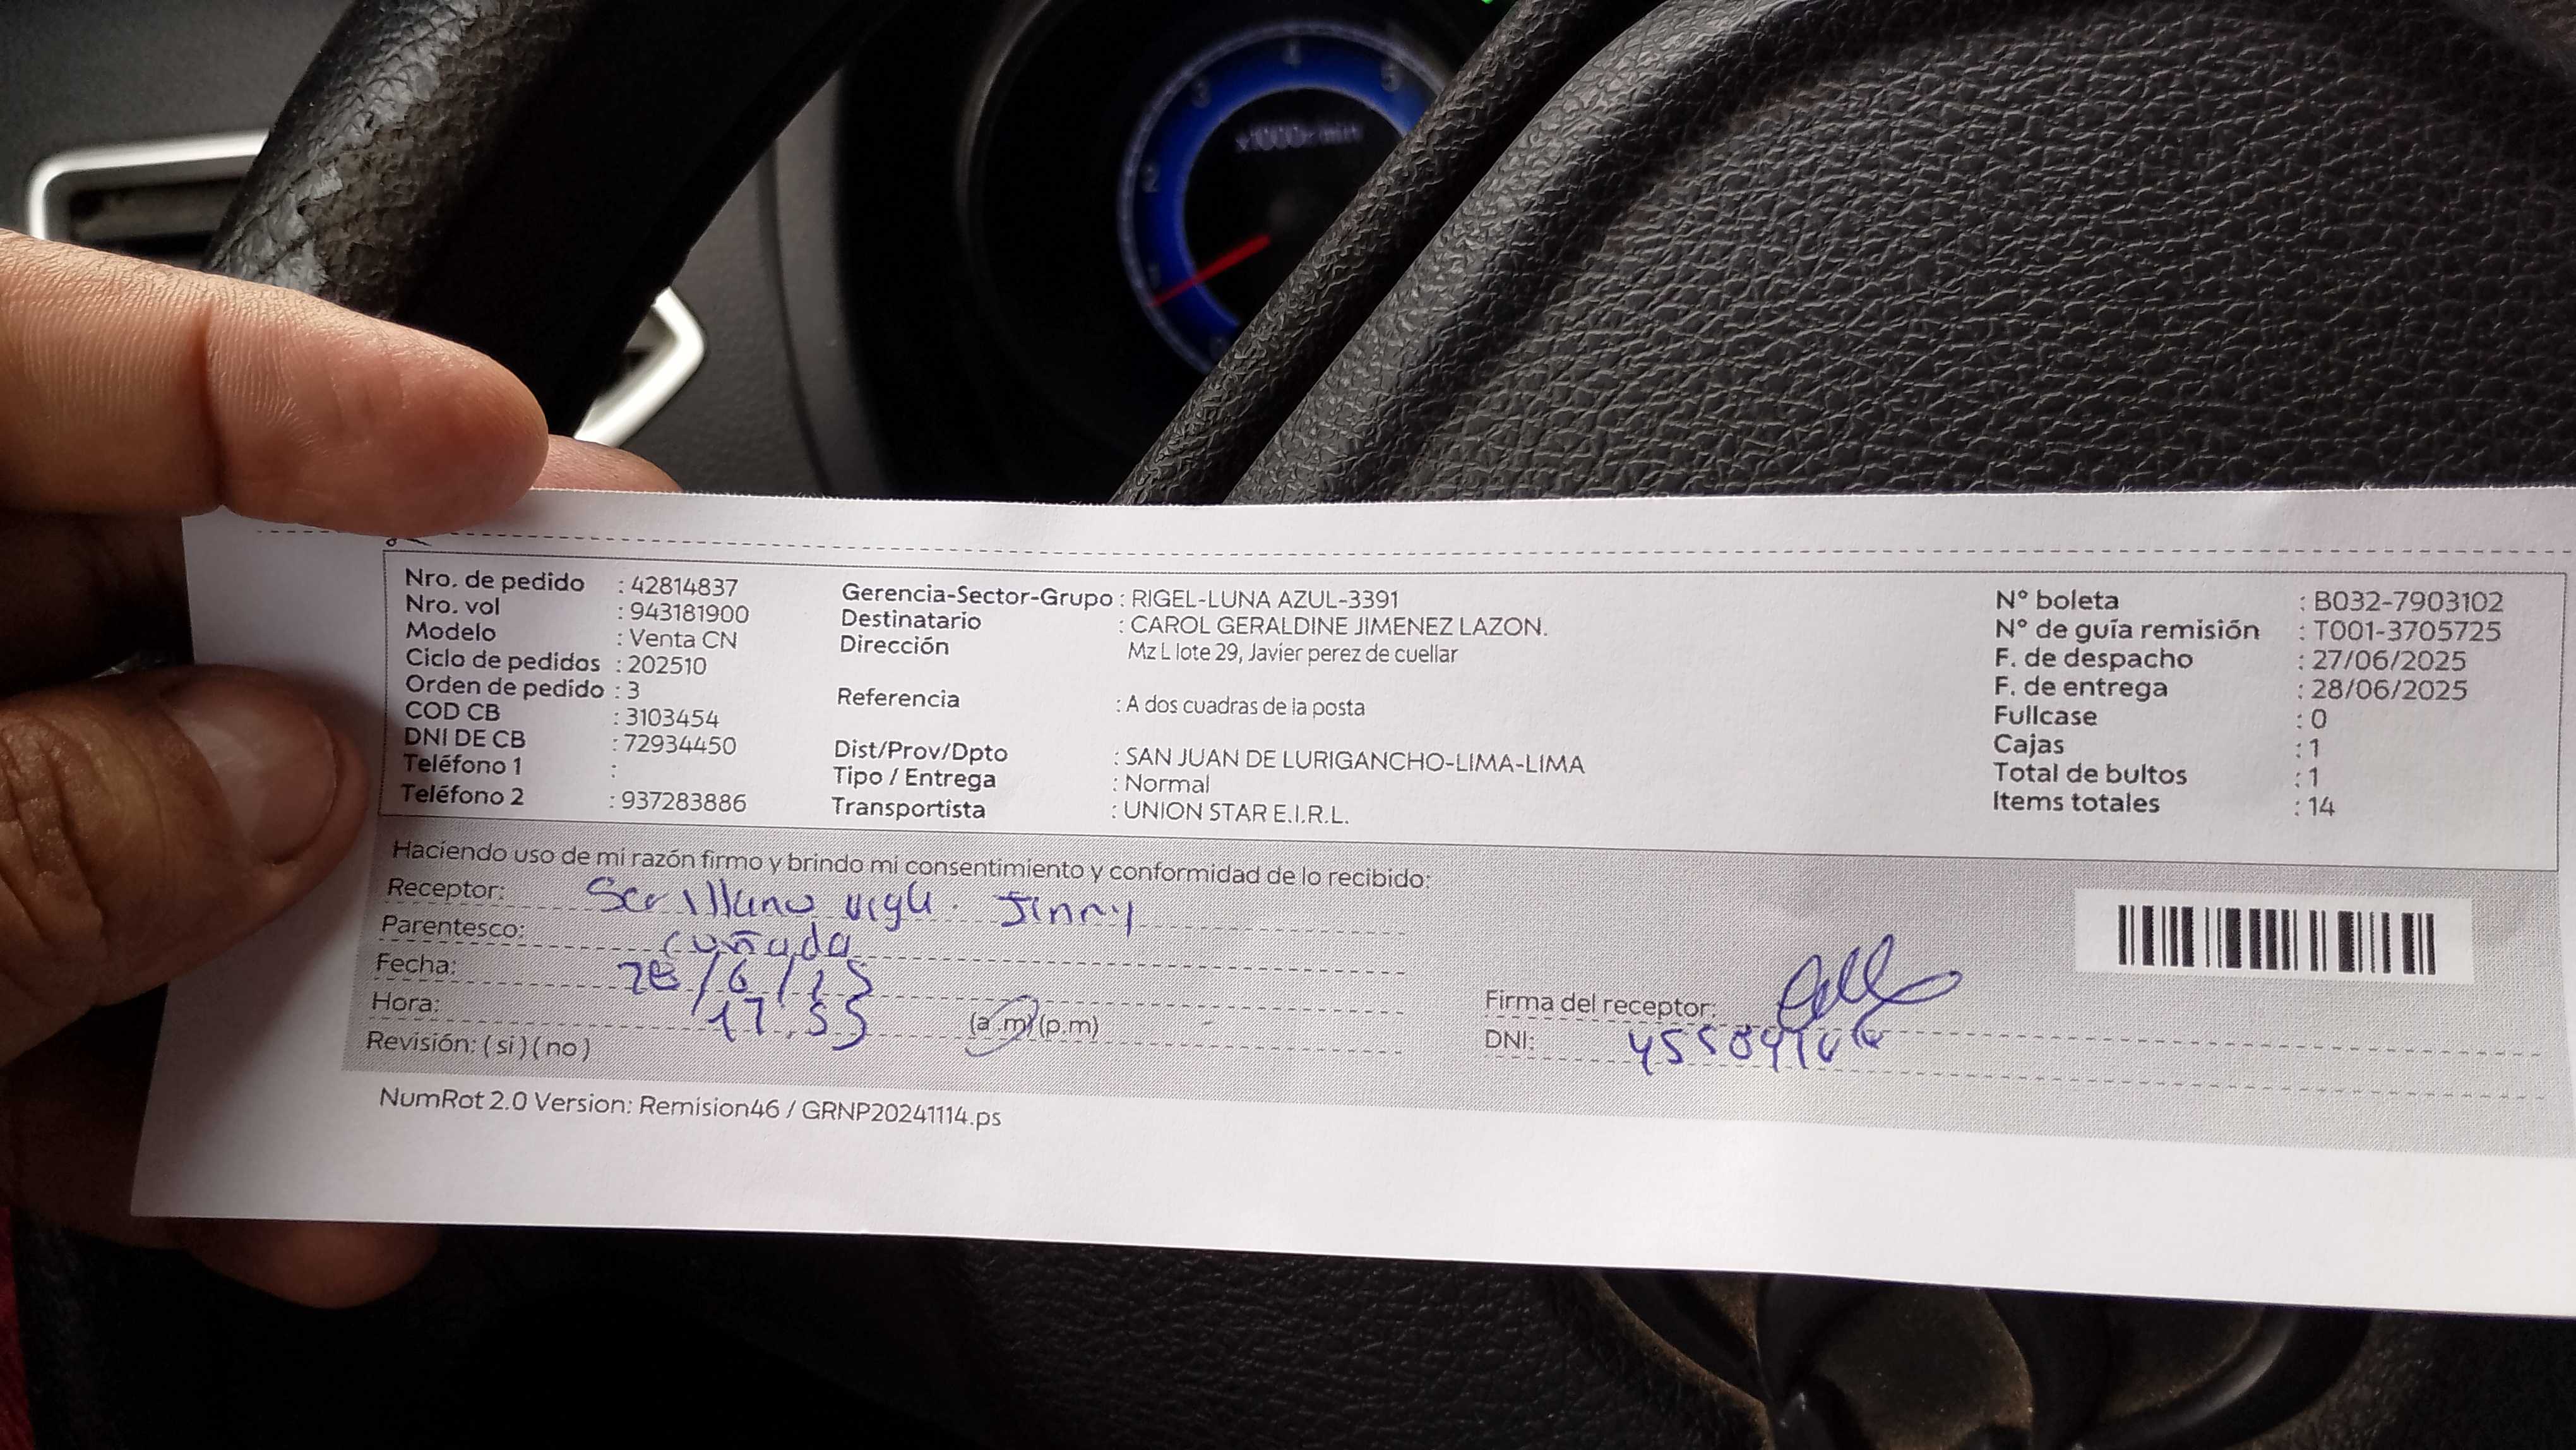 Nro. de pedido : 42814837
Nro. vol : 943181900
Modelo : Venta CN
Ciclo de pedidos : 202510
Orden de pedido : 3
COD CB : 3103454
DNI DE CB : 72934450
Teléfono 1 :
Teléfono 2 : 937283886
Gerencia-Sector-Grupo : RIGEL-LUNA AZUL-3391
Destinatario : CAROL GERALDINE JIMENEZ LAZON.
Dirección Mz L lote 29, Javier perez de cuellar
Referencia : A dos cuadras de la posta
Dist/Prov/Dpto : SAN JUAN DE LURIGANCHO-LIMA-LIMA
Tipo / Entrega : Normal
Transportista : UNION STAR E.I.R.L.
N° boleta : B032-7903102
N° de guía remisión : T001-3705725
F. de despacho : 27/06/2025
F. de entrega : 28/06/2025
Fullcase : 0
Cajas : 1
Total de bultos : 1
Items totales : 14
Haciendo uso de mi razón firmo y brindo mi consentimiento y conformidad de lo recibido:
Receptor:
Parentesco: cuñada
Fecha: 28/6/25
Hora: 17.55 (a.m) (p.m)
Revisión: (si) (no)
Firma del receptor:
DNI:
NumRot 2.0 Version: Remision46 / GRNP20241114.ps
x1000r/min
2
3
4
5